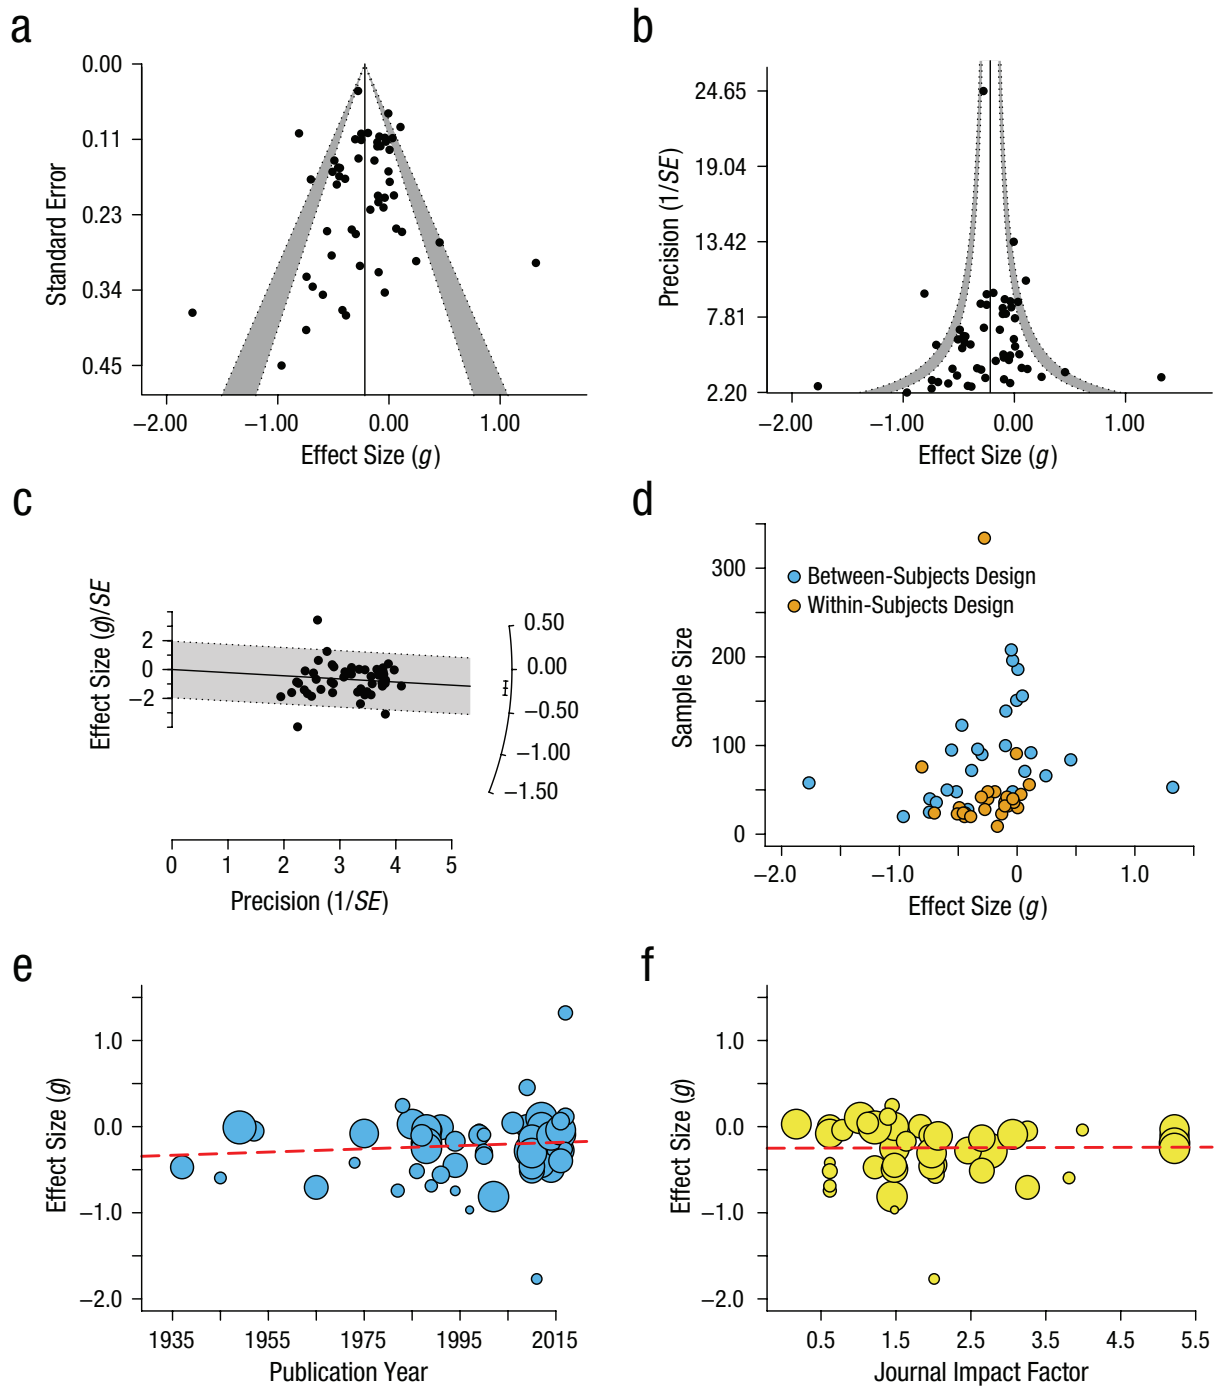 a
0.00
0.11
0.23
0.34
0.45
Standard Error
−2.00 −1.00 0.00 1.00
Effect Size (g)
b
24.65
19.04
13.42
7.81
2.20
Precision (1/SE)
−2.00 −1.00 0.00 1.00
Effect Size (g)
c
Effect Size (g)/SE
2
0
−2
0.50
0.00
−0.50
−1.00
−1.50
0 1 2 3 4 5
Precision (1/SE)
d
300
200
100
0
Sample Size
Between-Subjects Design
Within-Subjects Design
−2.0 −1.0 0 1.0
Effect Size (g)
e
1.0
0.0
−1.0
−2.0
Effect Size (g)
1935 1955 1975 1995 2015
Publication Year
f
1.0
0.0
−1.0
−2.0
Effect Size (g)
0.5 1.5 2.5 3.5 4.5 5.5
Journal Impact Factor